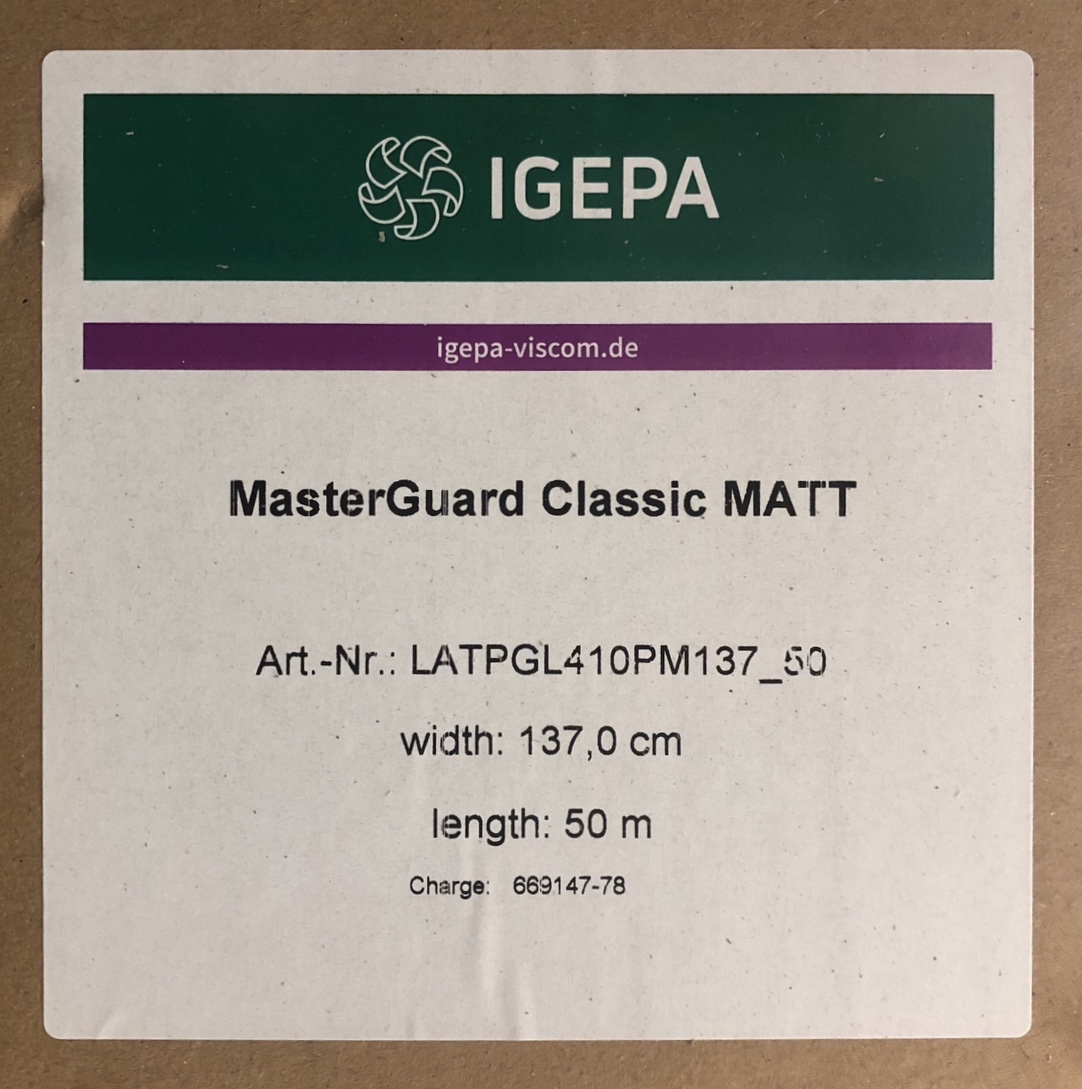 IGEPA
igepa-viscom.de
MasterGuard Classic MATT
Art.-Nr.: LATPGL410PM137_50
width: 137,0 cm
length: 50 m
Charge: 669147-78